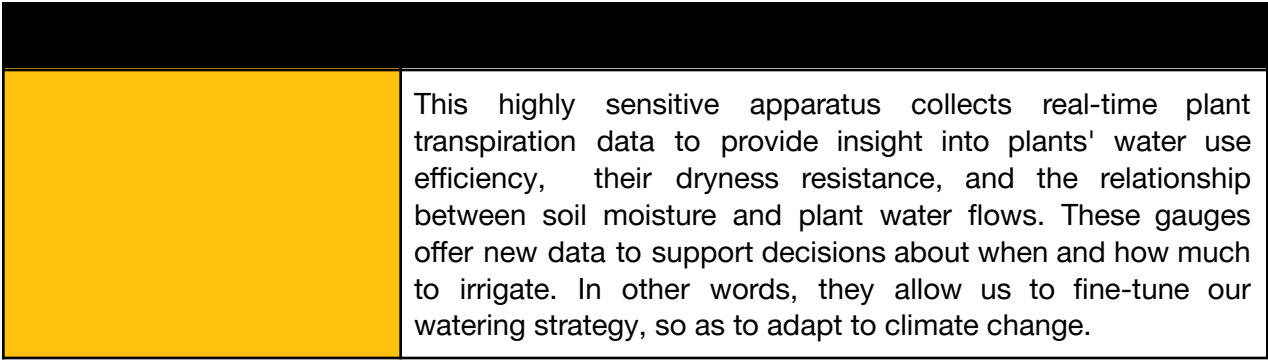 This highly sensitive apparatus collects real-time plant
transpiration data to provide insight into plants' water use
efficiency, their dryness resistance, and the relationship
between soil moisture and plant water flows. These gauges
offer new data to support decisions about when and how much
to irrigate. In other words, they allow us to fine-tune our
watering strategy, so as to adapt to climate change.